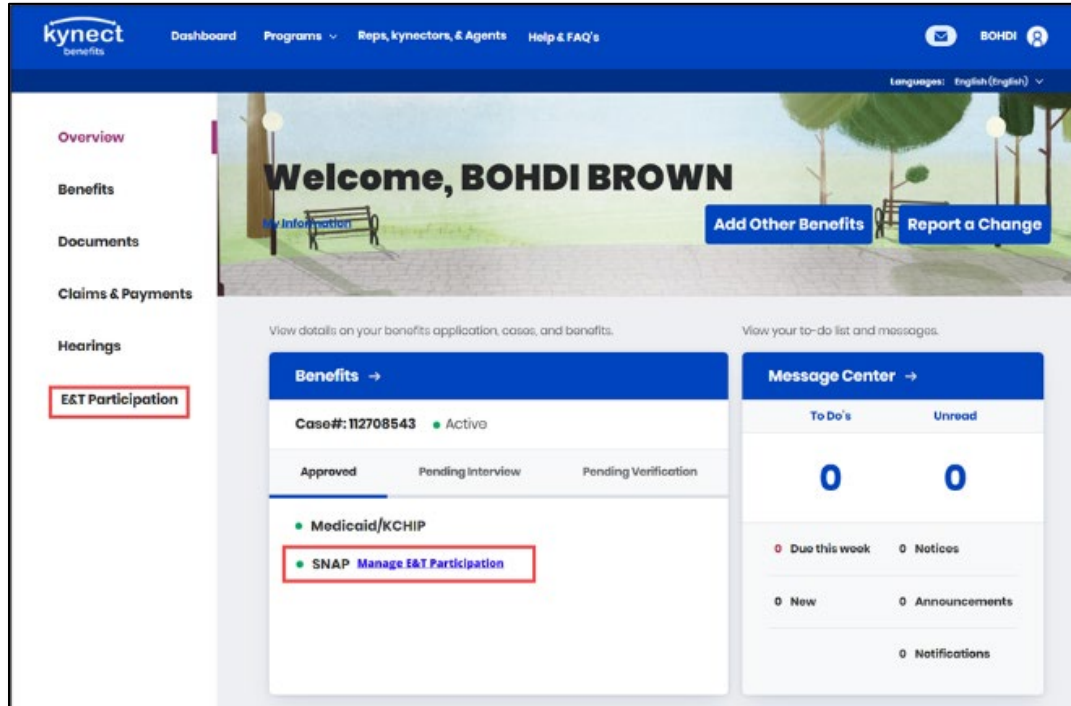 kynect
benefits
Dashboard
Programs
Reps, kynectors, & Agents
Help & FAQ's
BOHDI
Languages: English (English)
Overview
Benefits
Documents
Claims & Payments
Hearings
E&T Participation
Welcome, BOHDI BROWN
My Information
Add Other Benefits
Report a Change
View details on your benefits application, cases, and benefits.
Benefits →
Case#: 112708543 • Active
Approved
Pending Interview
Pending Verification
• Medicaid/KCHIP
• SNAP Manage E&T Participation
View your to-do list and messages.
Message Center →
To Do's
Unread
0
0
0 Due this week
0 Notices
0 New
0 Announcements
0 Notifications